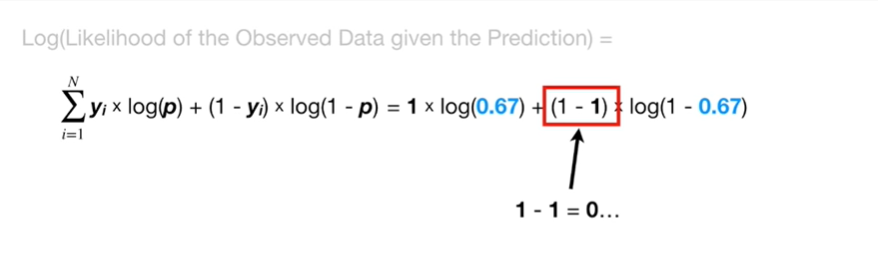 Log(Likelihood of the Observed Data given the Prediction) =
N
∑ yᵢ × log(p) + (1 - yᵢ) × log(1 - p) = 1 × log(0.67) + (1 - 1) × log(1 - 0.67)
i=1
1 - 1 = 0...